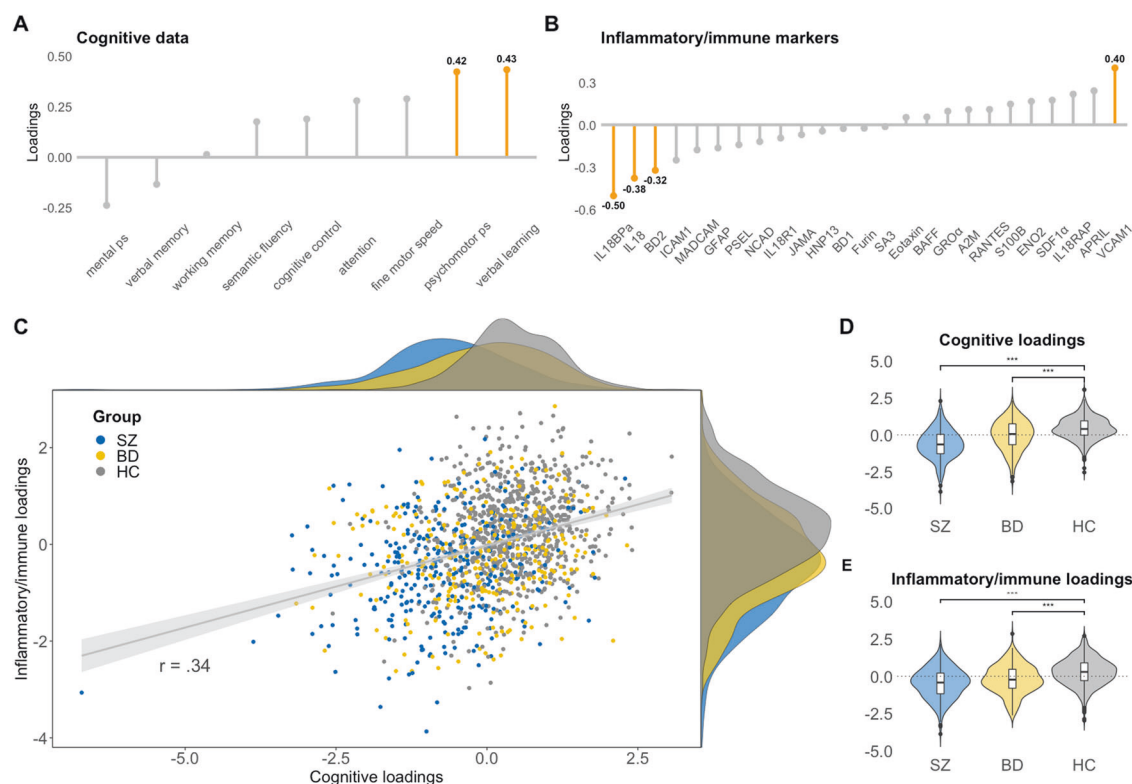 A
Cognitive data
0.50
0.25
0.00
-0.25
Loadings
0.42
0.43
mental ps
verbal memory
working memory
semantic fluency
cognitive control
attention
fine motor speed
psychomotor ps
verbal learning
B
Inflammatory/immune markers
0.3
0.0
-0.3
-0.6
Loadings
-0.50
-0.38
-0.32
0.40
IL18BPa
IL18
BD2
ICAM1
MADCAM
GFAP
PSEL
NCAD
IL18R1
JAMA
HNP13
BD1
Furin
SA3
Eotaxin
BAFF
GROα
A2M
RANTES
S100B
ENO2
SDF1α
IL18RAP
APRIL
VCAM1
C
Group
SZ
BD
HC
2
0
-2
-4
Inflammatory/immune loadings
r = .34
-5.0
-2.5
0.0
2.5
Cognitive loadings
D
Cognitive loadings
5.0
2.5
0.0
-2.5
-5.0
***
***
SZ
BD
HC
E
Inflammatory/immune loadings
5.0
2.5
0.0
-2.5
-5.0
***
***
SZ
BD
HC